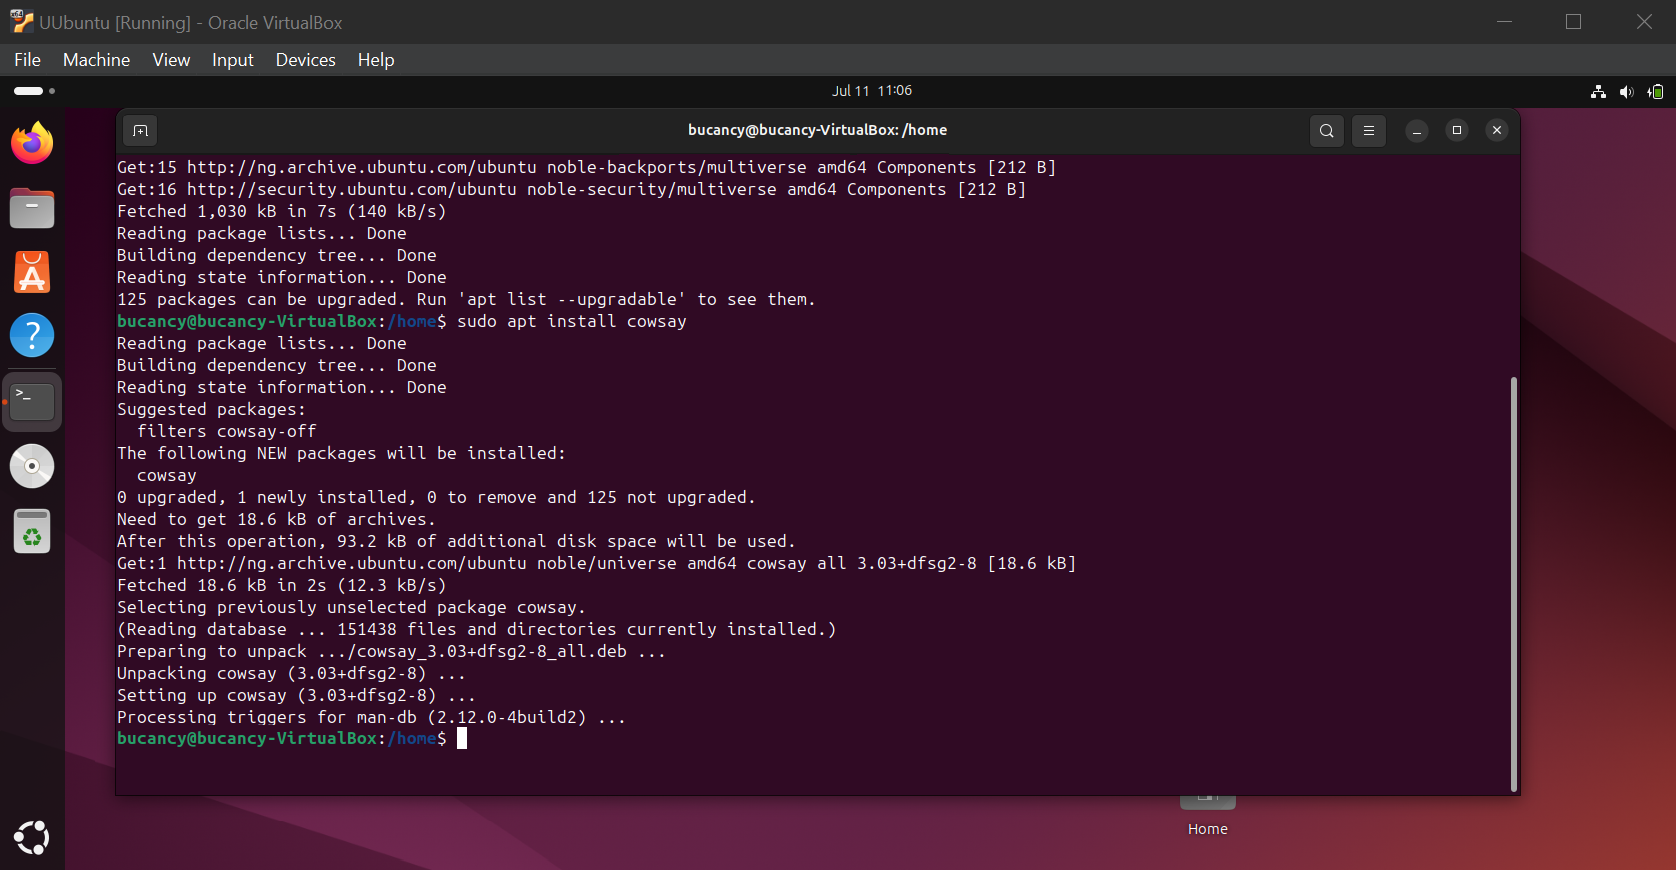 UUbuntu [Running] - Oracle VirtualBox
File Machine View Input Devices Help
Jul 11 11:06
bucancy@bucancy-VirtualBox: /home
Get:15 http://ng.archive.ubuntu.com/ubuntu noble-backports/multiverse amd64 Components [212 B]
Get:16 http://security.ubuntu.com/ubuntu noble-security/multiverse amd64 Components [212 B]
Fetched 1,030 kB in 7s (140 kB/s)
Reading package lists... Done
Building dependency tree... Done
Reading state information... Done
125 packages can be upgraded. Run 'apt list --upgradable' to see them.
bucancy@bucancy-VirtualBox:/home$ sudo apt install cowsay
Reading package lists... Done
Building dependency tree... Done
Reading state information... Done
Suggested packages:
  filters cowsay-off
The following NEW packages will be installed:
  cowsay
0 upgraded, 1 newly installed, 0 to remove and 125 not upgraded.
Need to get 18.6 kB of archives.
After this operation, 93.2 kB of additional disk space will be used.
Get:1 http://ng.archive.ubuntu.com/ubuntu noble/universe amd64 cowsay all 3.03+dfsg2-8 [18.6 kB]
Fetched 18.6 kB in 2s (12.3 kB/s)
Selecting previously unselected package cowsay.
(Reading database ... 151438 files and directories currently installed.)
Preparing to unpack .../cowsay_3.03+dfsg2-8_all.deb ...
Unpacking cowsay (3.03+dfsg2-8) ...
Setting up cowsay (3.03+dfsg2-8) ...
Processing triggers for man-db (2.12.0-4build2) ...
bucancy@bucancy-VirtualBox:/home$
Home